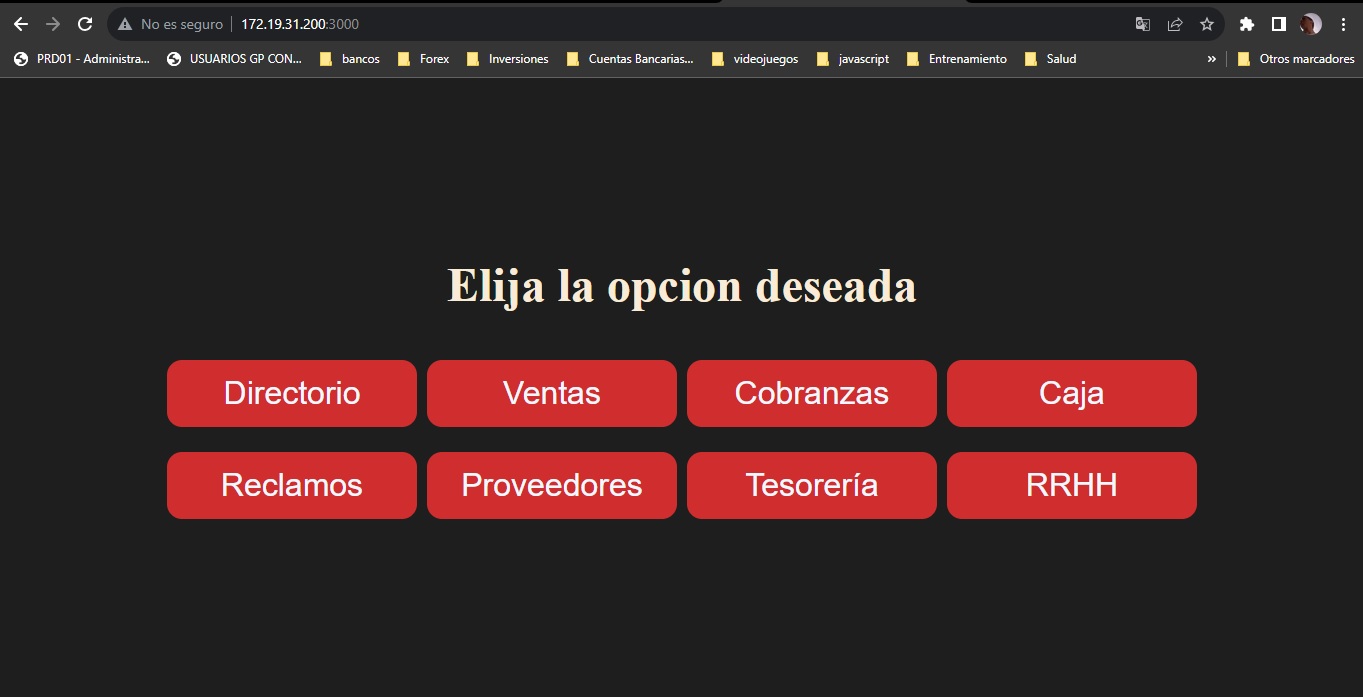 No es seguro 172.19.31.200:3000
PRD01 - Administra... USUARIOS GP CON... bancos Forex Inversiones Cuentas Bancarias... videojuegos javascript Entrenamiento Salud » Otros marcadores
Elija la opcion deseada
Directorio Ventas Cobranzas Caja
Reclamos Proveedores Tesorería RRHH